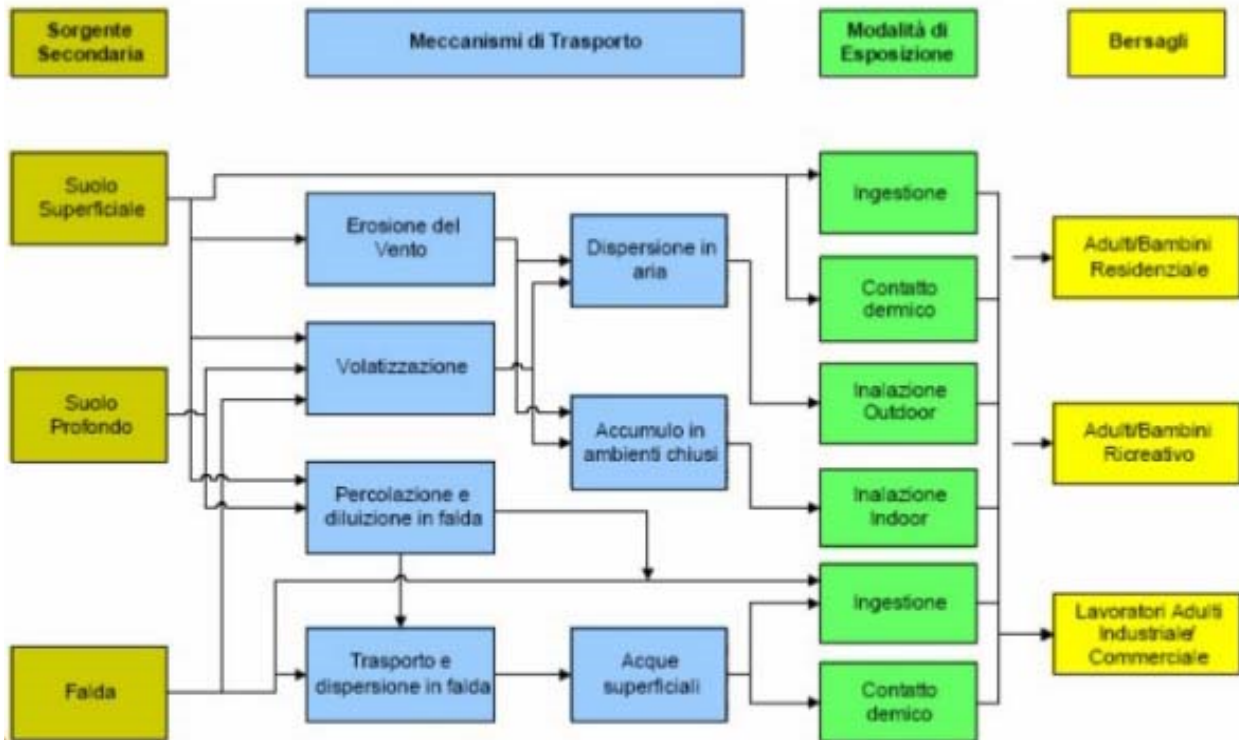 Sorgente
Secondaria
Meccanismi di Trasporto
Modalità di
Esposizione
Bersagli
Suolo
Superficiale
Erosione del
Vento
Dispersione in
aria
Ingestione
Adulti/Bambini
Residenziale
Contatto
dermico
Volatizzazione
Suolo
Profondo
Inalazione
Outdoor
Accumulo in
ambienti chiusi
Adulti/Bambini
Ricreativo
Percolazione e
diluizione in falda
Inalazione
Indoor
Ingestione
Lavoratori Adulti
Industriale/
Commerciale
Falda
Trasporto e
dispersione in falda
Acque
superficiali
Contatto
demico